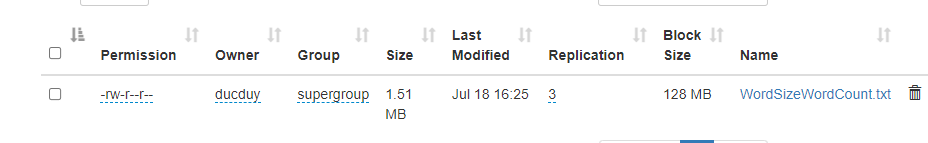 Permission Owner Group Size Last Modified Replication Block Size Name
-rw-r--r-- ducduy supergroup 1.51 MB Jul 18 16:25 3 128 MB WordSizeWordCount.txt